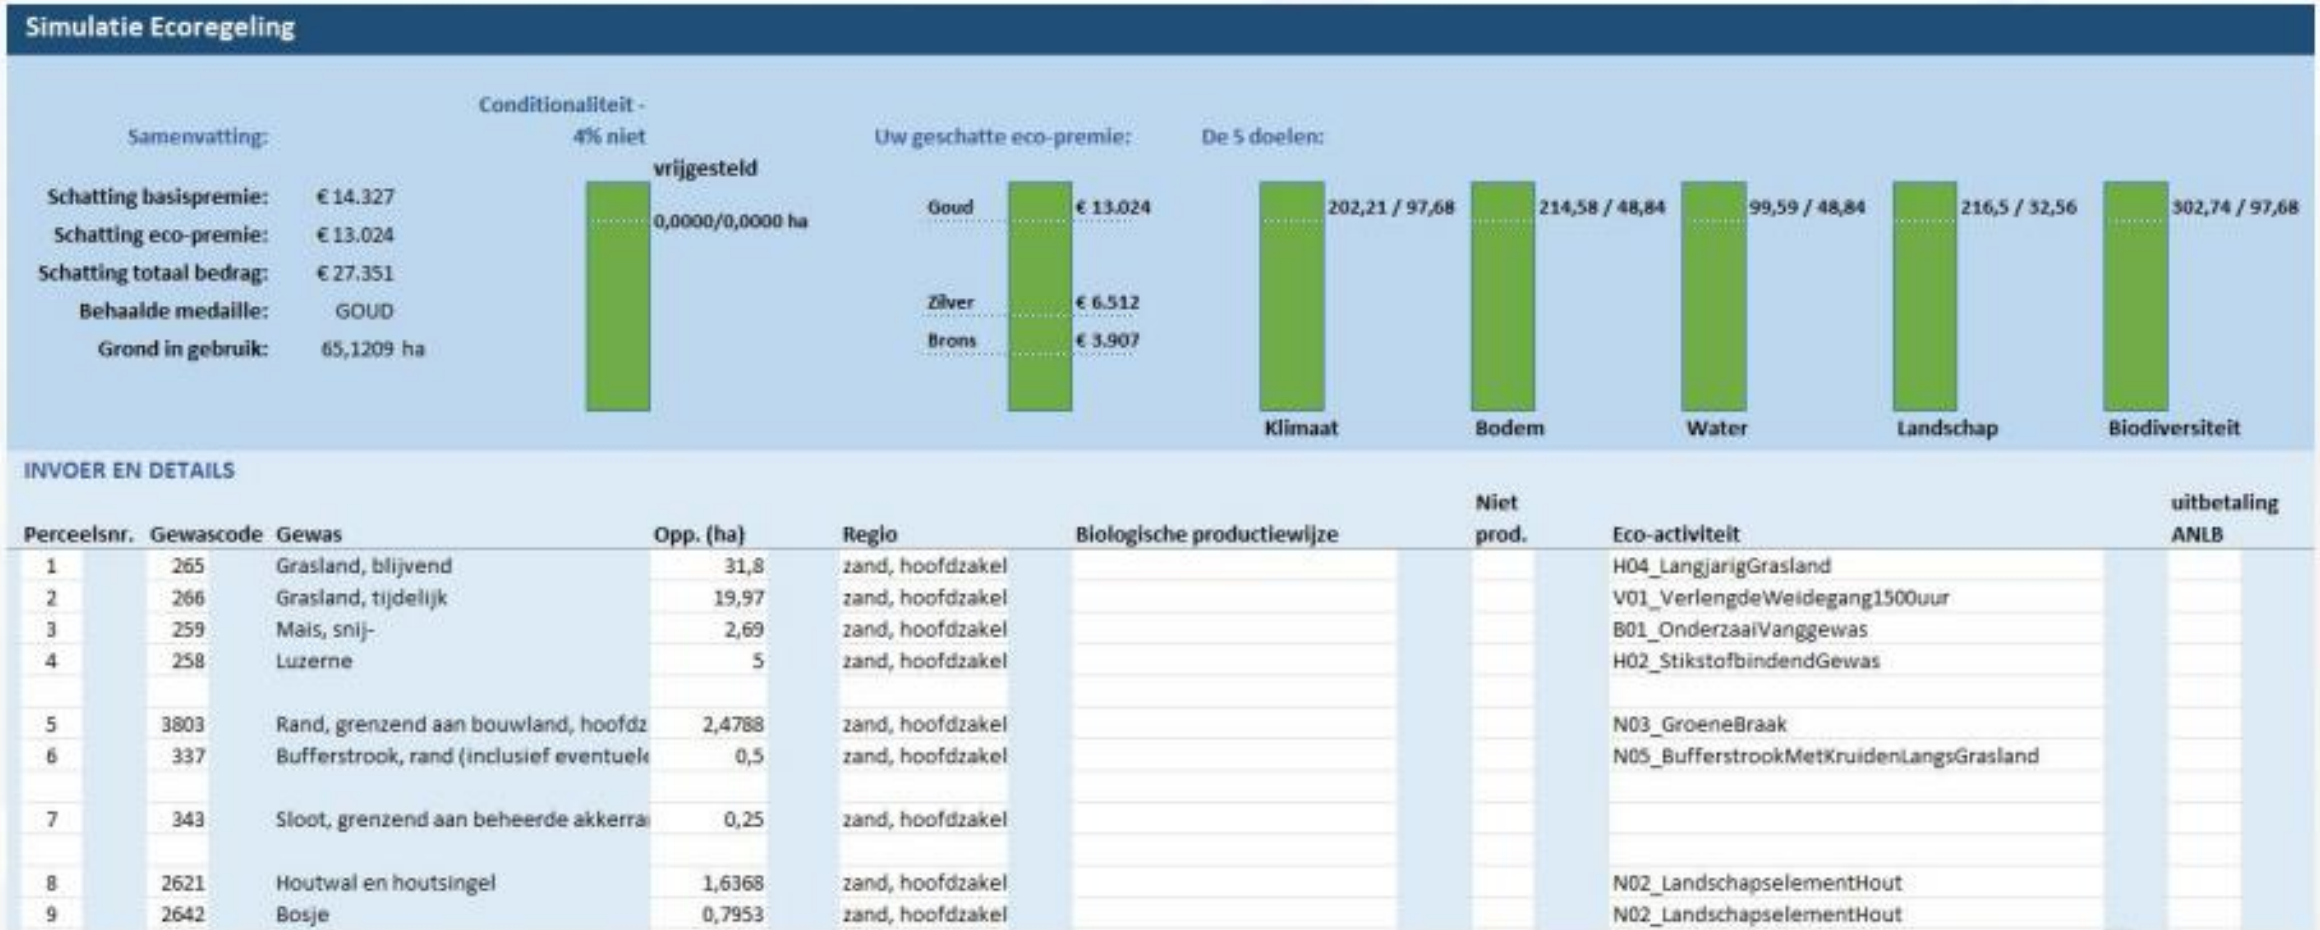 Simulatie Ecoregeling
Samenvatting:
Schatting basispremie: € 14.327
Schatting eco-premie: € 13.024
Schatting totaal bedrag: € 27.351
Behaalde medaille: GOUD
Grond in gebruik: 65,1209 ha
Conditionaliteit -
4% niet
vrijgesteld
0,0000/0,0000 ha
Uw geschatte eco-premie:
Goud € 13.024
Zilver € 6.512
Brons € 3.907
De 5 doelen:
202,21 / 97,68
214,58 / 48,84
99,59 / 48,84
216,5 / 32,56
302,74 / 97,68
Klimaat
Bodem
Water
Landschap
Biodiversiteit
INVOER EN DETAILS
Perceelsnr. Gewascode Gewas Opp. (ha) Regio Biologische productiewijze Niet prod. Eco-activiteit uitbetaling ANLB
1 265 Grasland, blijvend 31,8 zand, hoofdzakel H04_LangjarigGrasland
2 266 Grasland, tijdelijk 19,97 zand, hoofdzakel V01_VerlengdeWeidegang1500uur
3 259 Mais, snij- 2,69 zand, hoofdzakel B01_OnderzaaiVanggewas
4 258 Luzerne 5 zand, hoofdzakel H02_StikstofbindendGewas
5 3803 Rand, grenzend aan bouwland, hoofdz 2,4788 zand, hoofdzakel N03_GroeneBraak
6 337 Bufferstrook, rand (inclusief eventuele 0,5 zand, hoofdzakel N05_BufferstrookMetKruidenLangsGrasland
7 343 Sloot, grenzend aan beheerde akkerra 0,25 zand, hoofdzakel
8 2621 Houtwal en houtsingel 1,6368 zand, hoofdzakel N02_LandschapselementHout
9 2642 Bosje 0,7953 zand, hoofdzakel N02_LandschapselementHout